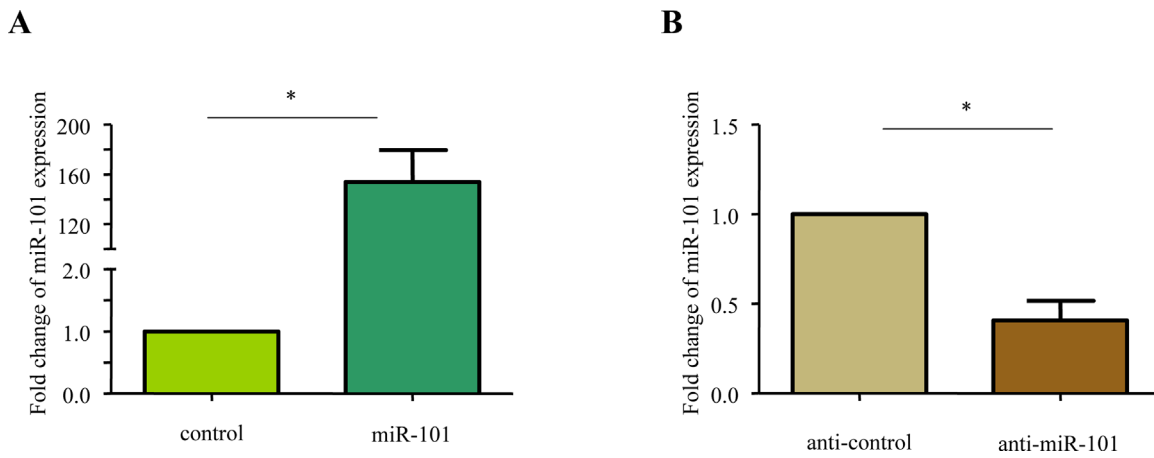 A
B
*
Fold change of miR-101 expression
200
160
120
2.0
1.0
0.0
control
miR-101
*
Fold change of miR-101 expression
1.5
1.0
0.5
0.0
anti-control
anti-miR-101